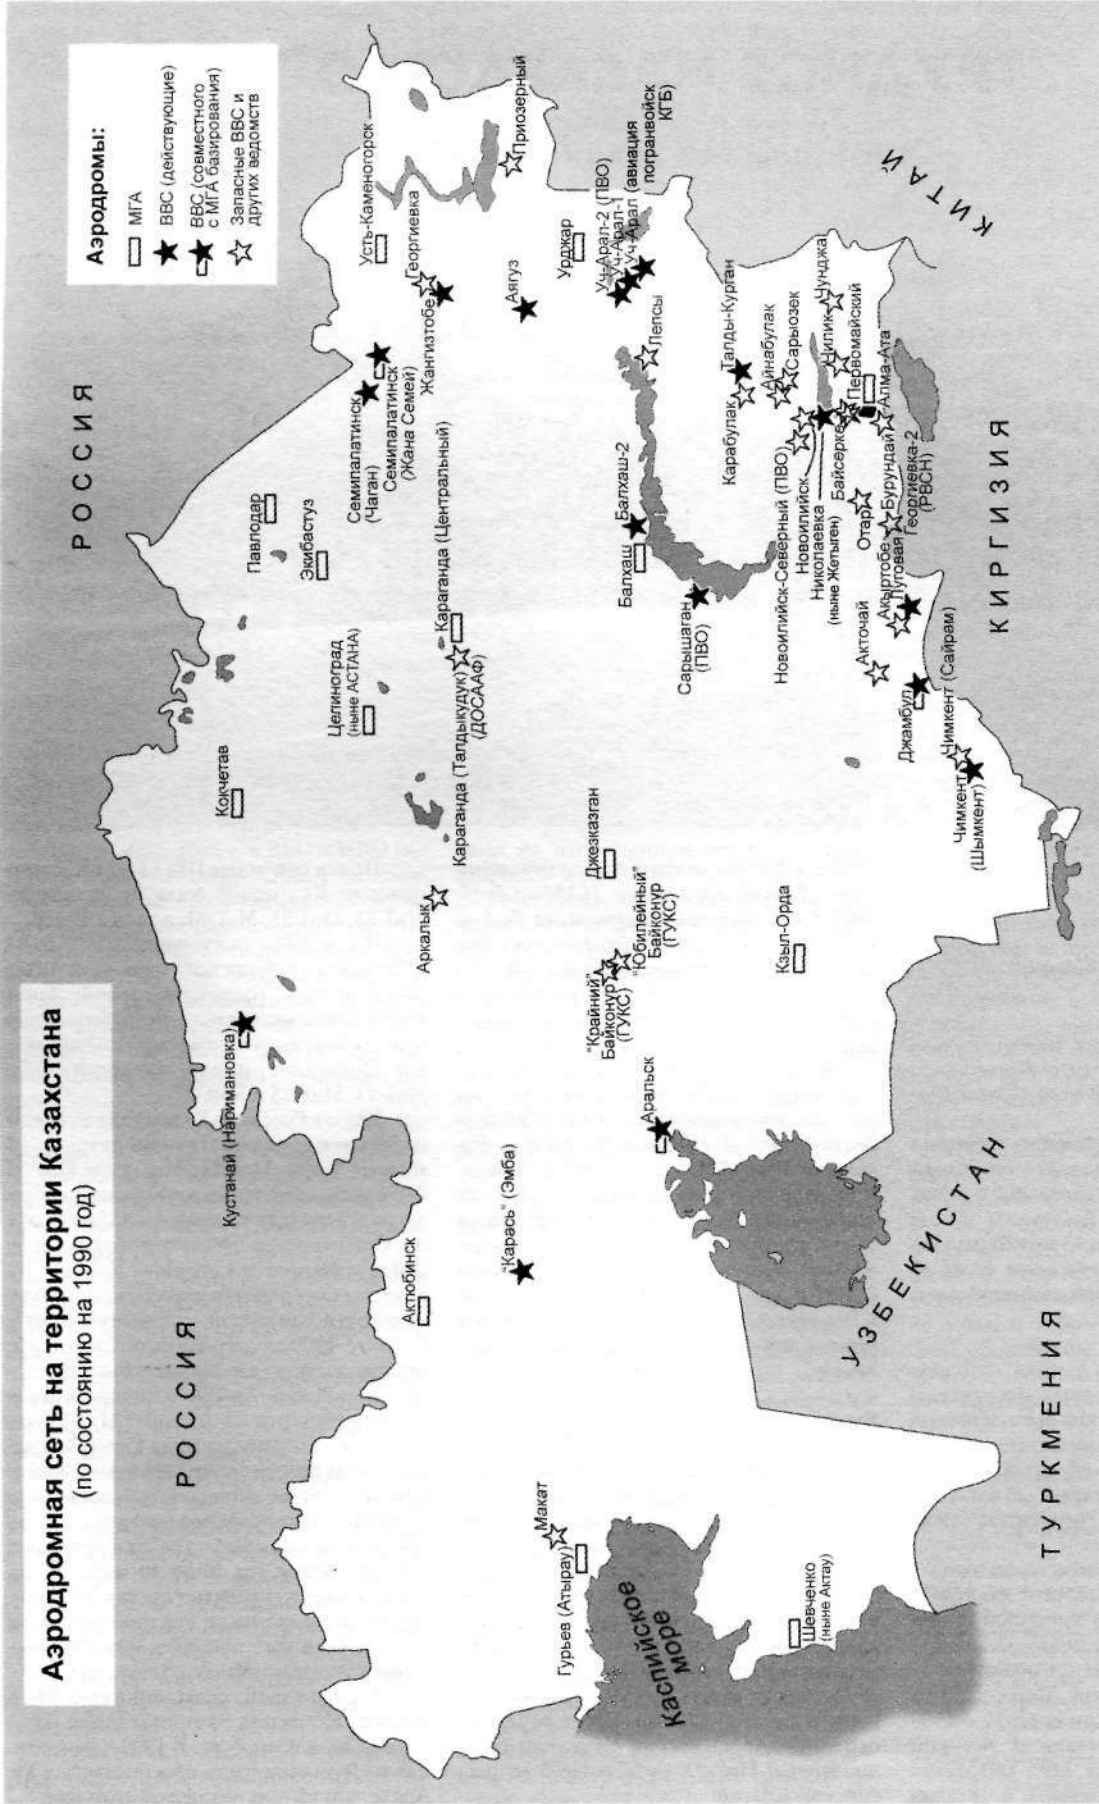 Аэродромная сеть на территории Казахстана
(по состоянию на 1990 год)
Аэродромы:
МГА
ВВС (действующие)
ВВС (совместного
с МГА базирования)
Запасные ВВС и
других ведомств
РОССИЯ
РОССИЯ
КИТАЙ
КИРГИЗИЯ
УЗБЕКИСТАН
ТУРКМЕНИЯ
Каспийское
море
Гурьев (Атырау)
Макат
Шевченко
(ныне Актау)
Актюбинск
"Карась" (Эмба)
Аральск
Кустанай (Наримановка)
Аркалык
"Крайний"
Байконур
(ГУКС)
"Юбилейный"
Байконур
(ГУКС)
Джезказган
Кзыл-Орда
Кокчетав
Целиноград
(ныне АСТАНА)
Караганда (Талдыкудук)
(ДОСААФ)
Караганда (Центральный)
Павлодар
Экибастуз
Семипалатинск
(Чаган)
Семипалатинск
(Жана Семей)
Жангизтобе
Георгиевка
Усть-Каменогорск
Приозерный
Аягуз
Урджар
Уч-Арал-2 (ПВО)
Уч-Арал-1
Уч-Арал (авиация
погранвойск
КГБ)
Лепсы
Балхаш
Балхаш-2
Сарышаган
(ПВО)
Карабулак
Талды-Курган
Айнабулак
Сарыозек
Новоилийск-Северный (ПВО)
Новоилийск
Николаевка
(ныне Жетыген)
Байсерке
Чилик
Чунджа
Первомайский
Алма-Ата
Бурундай
Георгиевка-2
(РВСН)
Отар
Акыртобе
Луговая
Акточай
Джамбул
Чимкент (Сайрам)
Чимкент
(Шымкент)